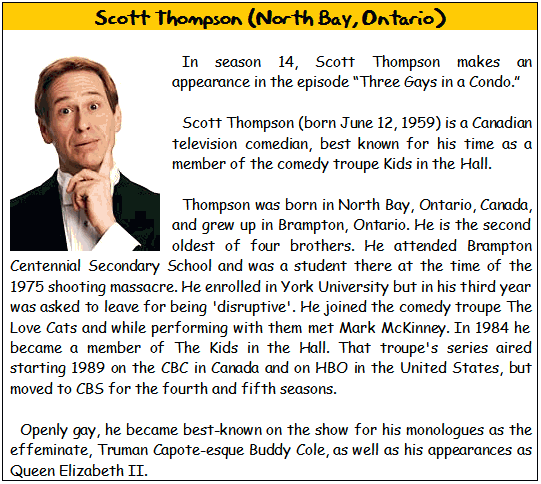 Scott Thompson (North Bay, Ontario)
In season 14, Scott Thompson makes an
appearance in the episode “Three Gays in a Condo.”
Scott Thompson (born June 12, 1959) is a Canadian
television comedian, best known for his time as a
member of the comedy troupe Kids in the Hall.
Thompson was born in North Bay, Ontario, Canada,
and grew up in Brampton, Ontario. He is the second
oldest of four brothers. He attended Brampton
Centennial Secondary School and was a student there at the time of the
1975 shooting massacre. He enrolled in York University but in his third year
was asked to leave for being 'disruptive'. He joined the comedy troupe The
Love Cats and while performing with them met Mark McKinney. In 1984 he
became a member of The Kids in the Hall. That troupe's series aired
starting 1989 on the CBC in Canada and on HBO in the United States, but
moved to CBS for the fourth and fifth seasons.
Openly gay, he became best-known on the show for his monologues as the
effeminate, Truman Capote-esque Buddy Cole, as well as his appearances as
Queen Elizabeth II.